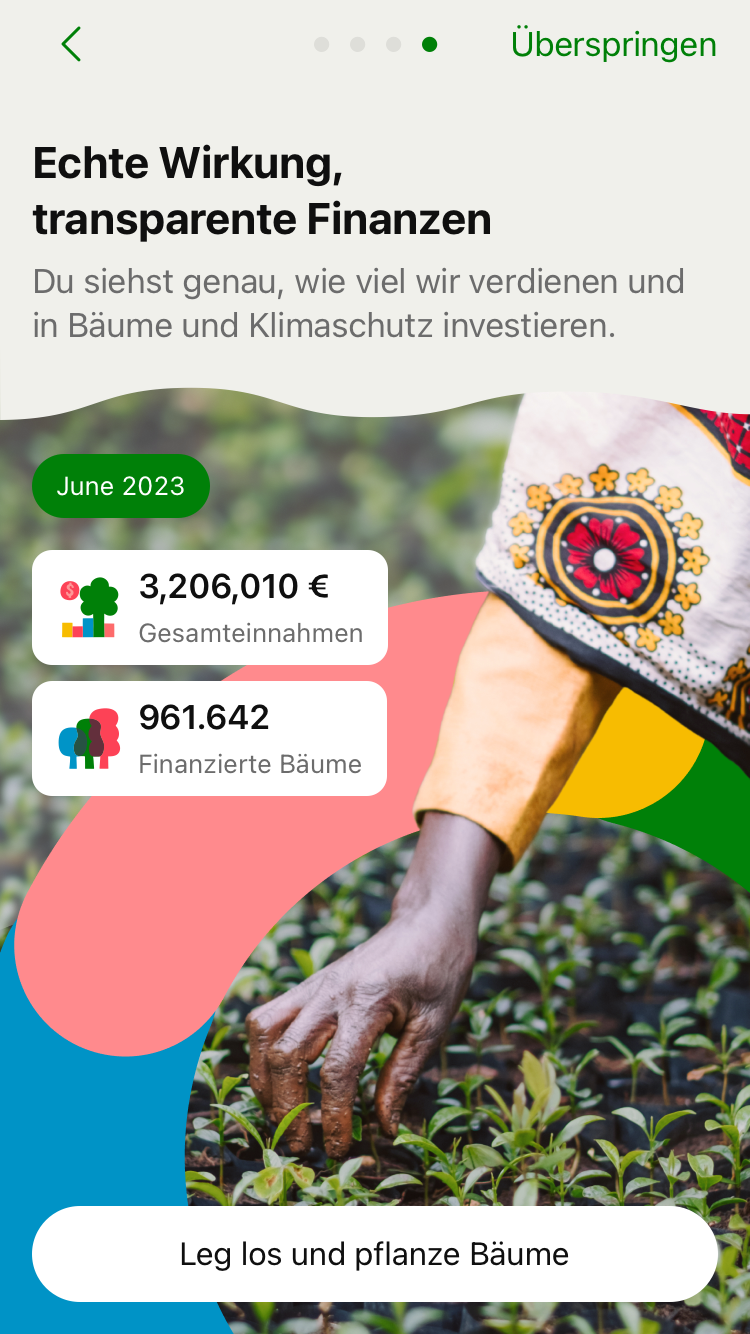 Überspringen
Echte Wirkung,
transparente Finanzen
Du siehst genau, wie viel wir verdienen und
in Bäume und Klimaschutz investieren.
June 2023
3,206,010 €
Gesamteinnahmen
961.642
Finanzierte Bäume
Leg los und pflanze Bäume